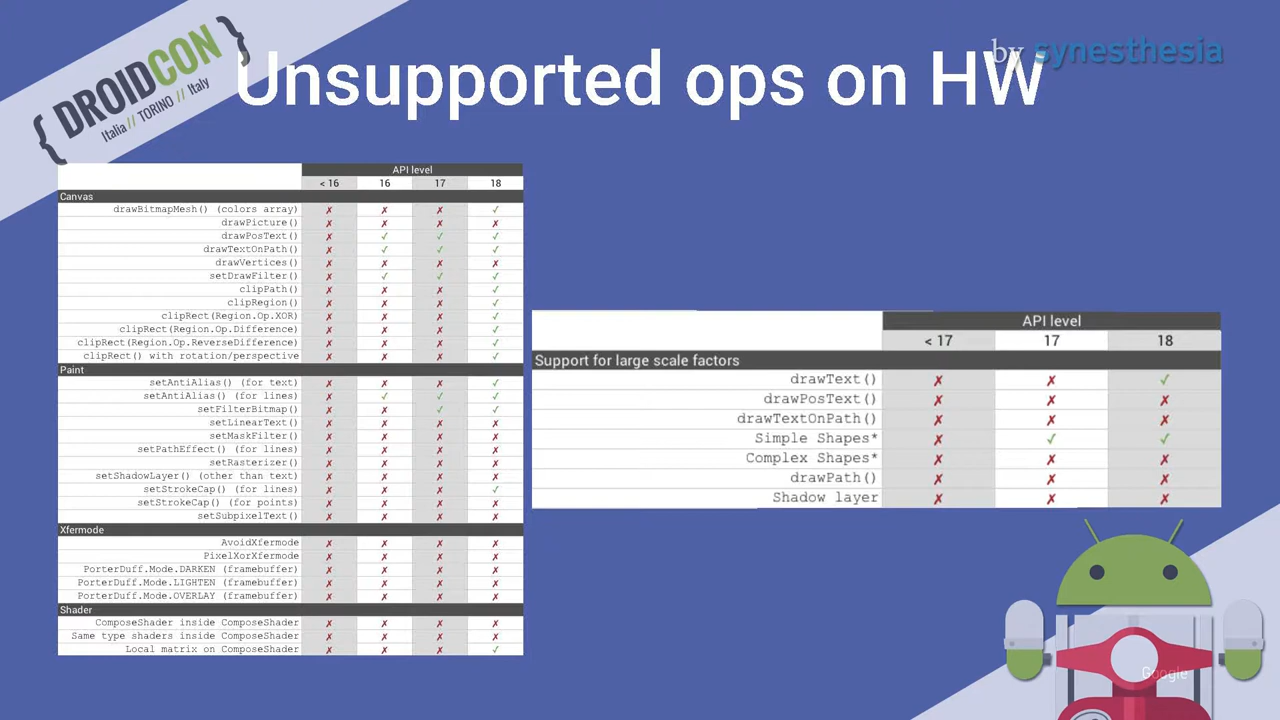 { DROIDCON }
Italia // TORINO // Italy
by synesthesia
Unsupported ops on HW
API level
< 16 16 17 18
Canvas
drawBitmapMesh() (colors array) ✗ ✗ ✗ ✓
drawPicture() ✗ ✗ ✗ ✗
drawPosText() ✗ ✓ ✓ ✓
drawTextOnPath() ✗ ✓ ✓ ✓
drawVertices() ✗ ✗ ✗ ✗
setDrawFilter() ✗ ✓ ✓ ✓
clipPath() ✗ ✗ ✗ ✓
clipRegion() ✗ ✗ ✗ ✓
clipRect(Region.Op.XOR) ✗ ✗ ✗ ✓
clipRect(Region.Op.Difference) ✗ ✗ ✗ ✓
clipRect(Region.Op.ReverseDifference) ✗ ✗ ✗ ✓
clipRect() with rotation/perspective ✗ ✗ ✗ ✓
Paint
setAntiAlias() (for text) ✗ ✗ ✗ ✓
setAntiAlias() (for lines) ✗ ✓ ✓ ✓
setFilterBitmap() ✗ ✗ ✓ ✓
setLinearText() ✗ ✗ ✗ ✗
setMaskFilter() ✗ ✗ ✗ ✗
setPathEffect() (for lines) ✗ ✗ ✗ ✗
setRasterizer() ✗ ✗ ✗ ✗
setShadowLayer() (other than text) ✗ ✗ ✗ ✗
setStrokeCap() (for lines) ✗ ✗ ✗ ✓
setStrokeCap() (for points) ✗ ✗ ✗ ✗
setSubpixelText() ✗ ✗ ✗ ✗
Xfermode
AvoidXfermode ✗ ✗ ✗ ✗
PixelXorXfermode ✗ ✗ ✗ ✗
PorterDuff.Mode.DARKEN (framebuffer) ✗ ✗ ✗ ✗
PorterDuff.Mode.LIGHTEN (framebuffer) ✗ ✗ ✗ ✗
PorterDuff.Mode.OVERLAY (framebuffer) ✗ ✗ ✗ ✗
Shader
ComposeShader inside ComposeShader ✗ ✗ ✗ ✗
Same type shaders inside ComposeShader ✗ ✗ ✗ ✗
Local matrix on ComposeShader ✗ ✗ ✗ ✓
API level
< 17 17 18
Support for large scale factors
drawText() ✗ ✗ ✓
drawPosText() ✗ ✗ ✗
drawTextOnPath() ✗ ✗ ✗
Simple Shapes* ✗ ✓ ✓
Complex Shapes* ✗ ✗ ✗
drawPath() ✗ ✗ ✗
Shadow layer ✗ ✗ ✗
Google